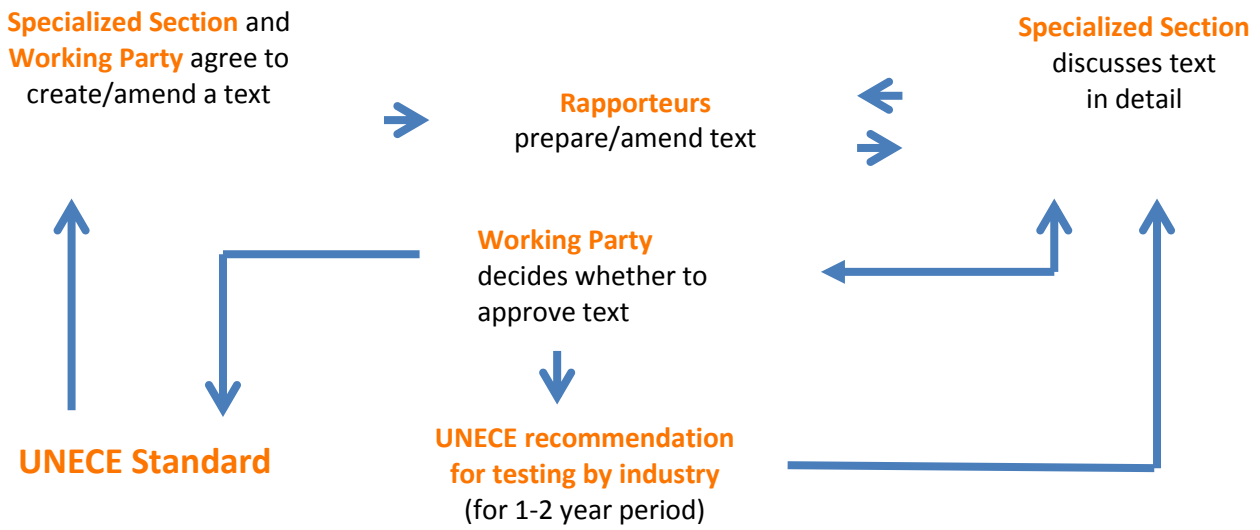 Specialized Section and
Working Party agree to
create/amend a text
Rapporteurs
prepare/amend text
Specialized Section
discusses text
in detail
Working Party
decides whether to
approve text
UNECE Standard
UNECE recommendation
for testing by industry
(for 1-2 year period)